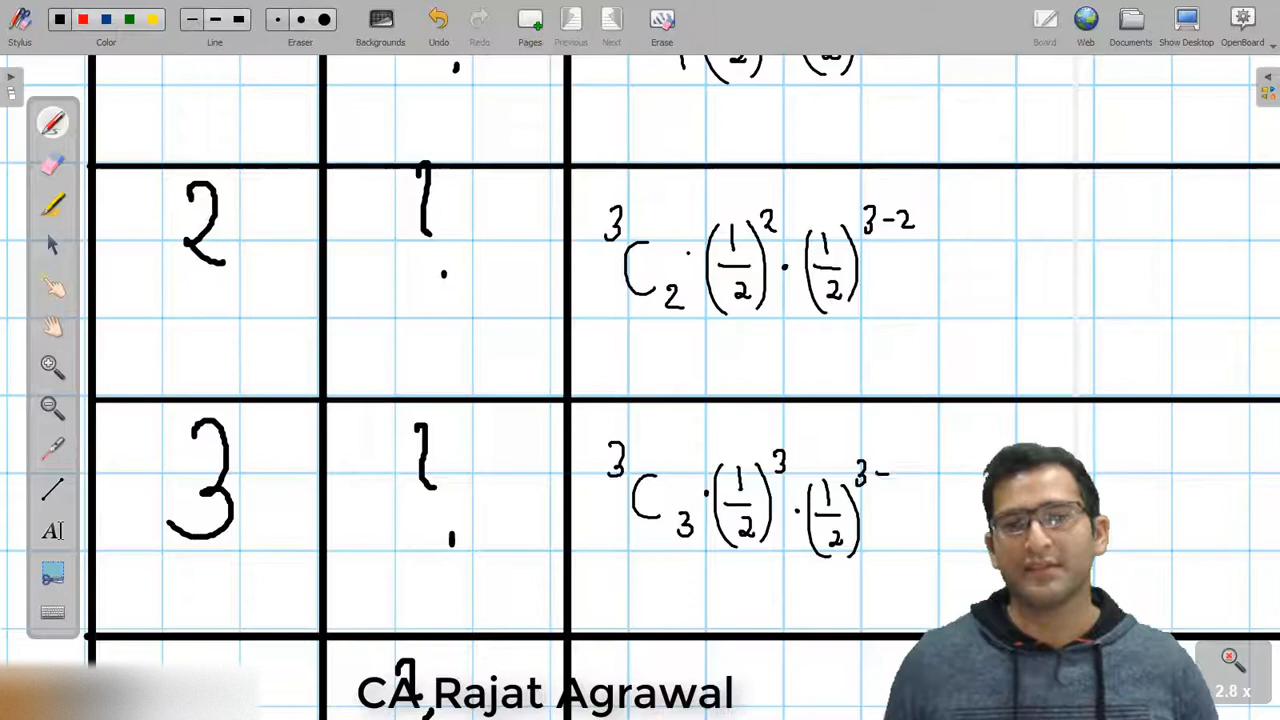 Stylus Color Line Eraser Backgrounds Undo Redo Pages Previous Next Erase Board Web Documents Show Desktop OpenBoard
2 ? ³C₂ · (1/2)² · (1/2)³⁻²
3 ? ³C₃ · (1/2)³ · (1/2)³⁻
CA Rajat Agrawal
2.8 x